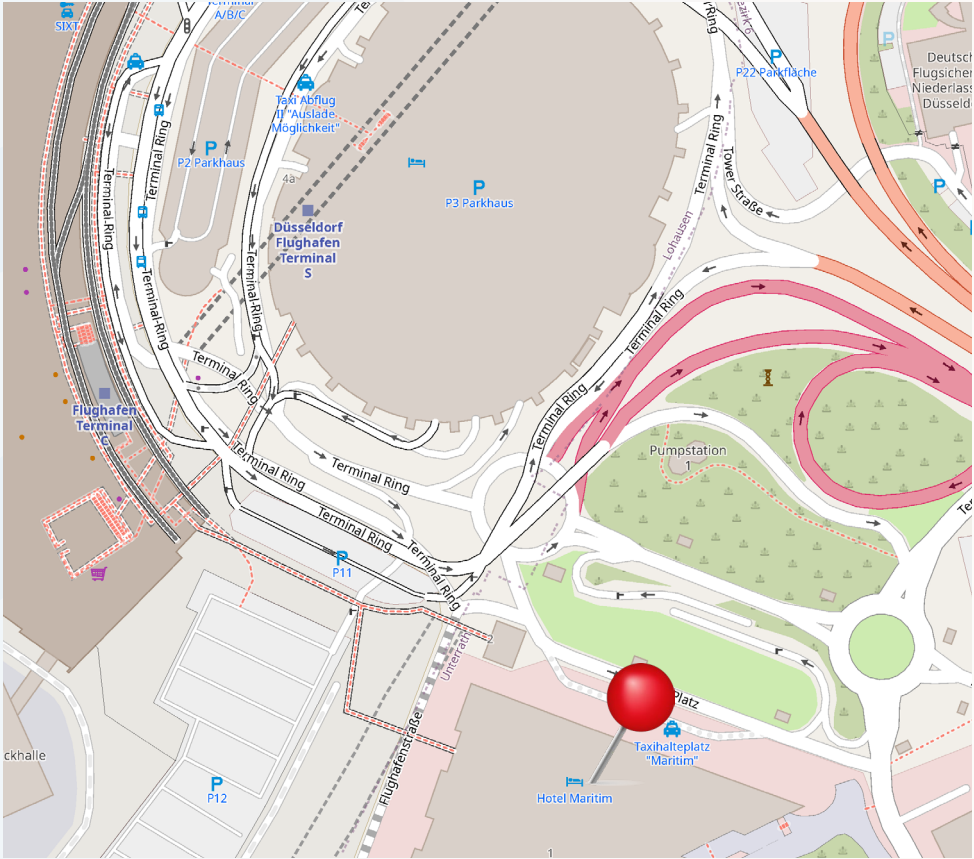 Terminal
A/B/C
SIXT
Taxi Abflug
II "Auslade
Möglichkeit"
P2 Parkhaus
4a
P3 Parkhaus
P22 Parkfläche
Deutsch
Flugsicher
Niederlass
Düsseldo
Terminal Ring
Terminal Ring
Terminal Ring
Tower Straße
Lohausen
Düsseldorf
Flughafen
Terminal
S
Terminal Ring
Terminal Ring
Terminal Ring
Terminal Ring
Terminal Ring
Flughafen
Terminal
C
Pumpstation
1
Terminal Ring
Terminal Ring
Terminal Ring
Terminal Ring
P11
2
Unterrath
Platz
Taxihalteplatz
"Maritim"
Flughafenstraße
Hotel Maritim
ckhalle
P12
1